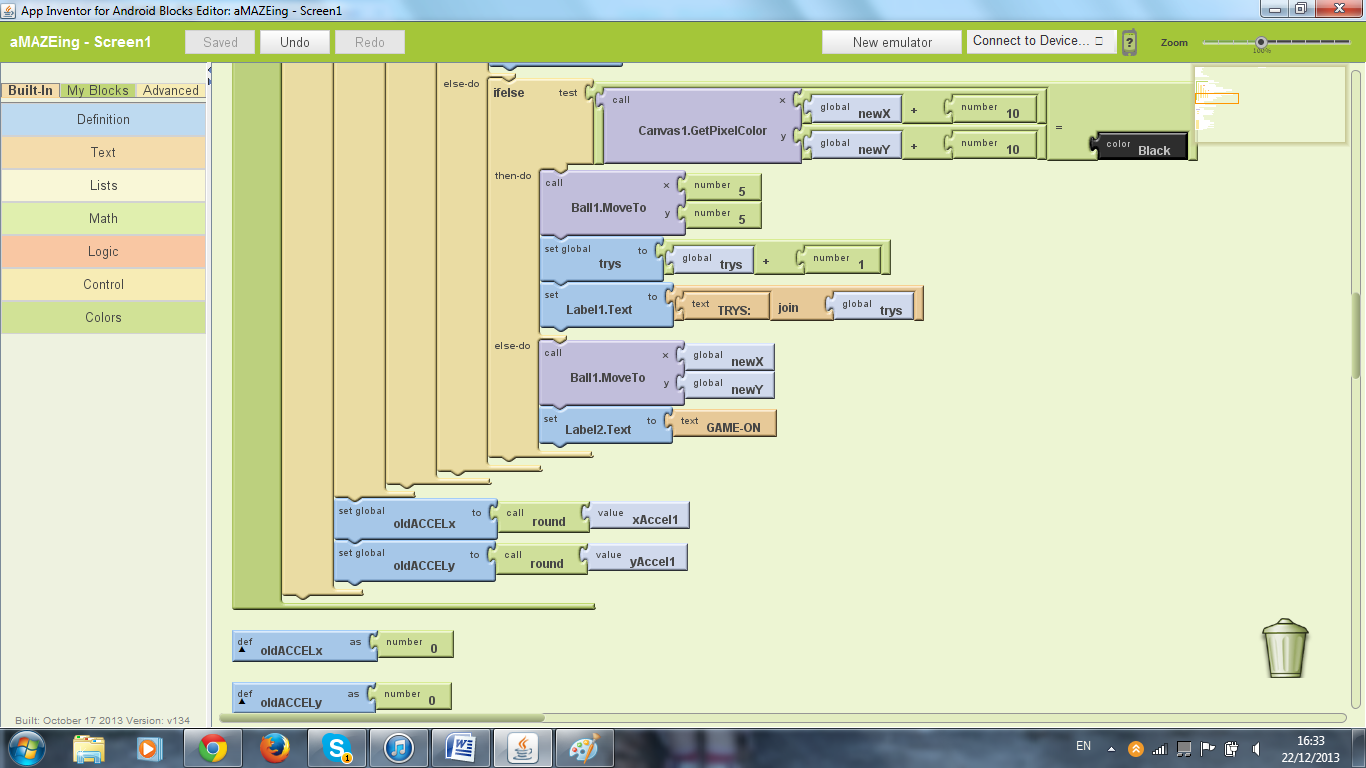 App Inventor for Android Blocks Editor: aMAZEing - Screen1
aMAZEing - Screen1
Saved
Undo
Redo
New emulator
Connect to Device...
Zoom
100%
Built-In
My Blocks
Advanced
Definition
Text
Lists
Math
Logic
Control
Colors
else-do
ifelse test
call x
Canvas1.GetPixelColor
y
global newX + number 10
global newY + number 10
=
color Black
then-do
call x number 5
Ball1.MoveTo
y number 5
set global trys to global trys + number 1
set Label1.Text to text TRYS: join global trys
else-do
call x global newX
Ball1.MoveTo
y global newY
set Label2.Text to text GAME-ON
set global oldACCELx to call round value xAccel1
set global oldACCELy to call round value yAccel1
def oldACCELx as number 0
def oldACCELy as number 0
Built: October 17 2013 Version: v134
EN
16:33
22/12/2013